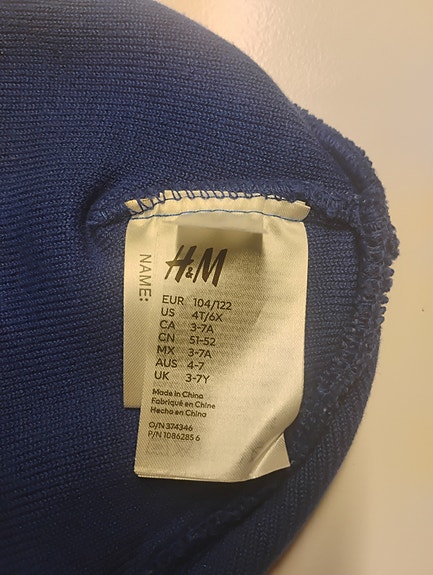 NAME:
H&M
EUR 104/122
US 4T/6X
CA 3-7A
CN 51-52
MX 3-7A
AUS 4-7
UK 3-7Y
Made in China
Fabriqué en Chine
Hecho en China
O/N 374346
P/N 1086285 6